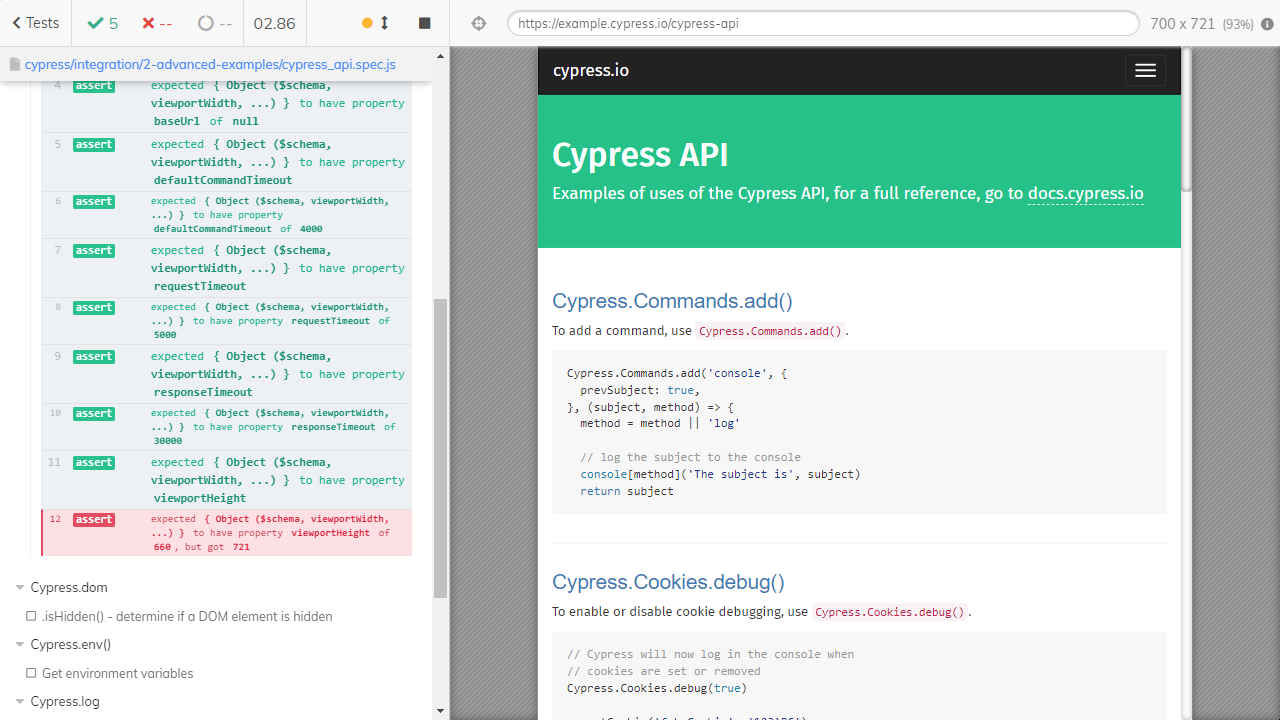 Tests
5
--
--
02.86
https://example.cypress.io/cypress-api
700 x 721 (93%)
cypress/integration/2-advanced-examples/cypress_api.spec.js
4 assert expected { Object ($schema,
viewportWidth, ...) } to have property
baseUrl of null
5 assert expected { Object ($schema,
viewportWidth, ...) } to have property
defaultCommandTimeout
6 assert expected { Object ($schema, viewportWidth,
...) } to have property
defaultCommandTimeout of 4000
7 assert expected { Object ($schema,
viewportWidth, ...) } to have property
requestTimeout
8 assert expected { Object ($schema, viewportWidth,
...) } to have property requestTimeout of
5000
9 assert expected { Object ($schema,
viewportWidth, ...) } to have property
responseTimeout
10 assert expected { Object ($schema, viewportWidth,
...) } to have property responseTimeout of
30000
11 assert expected { Object ($schema,
viewportWidth, ...) } to have property
viewportHeight
12 assert expected { Object ($schema, viewportWidth,
...) } to have property viewportHeight of
660 , but got 721
Cypress.dom
.isHidden() - determine if a DOM element is hidden
Cypress.env()
Get environment variables
Cypress.log
cypress.io
Cypress API
Examples of uses of the Cypress API, for a full reference, go to docs.cypress.io
Cypress.Commands.add()
To add a command, use Cypress.Commands.add().
Cypress.Commands.add('console', {
prevSubject: true,
}, (subject, method) => {
method = method || 'log'
// log the subject to the console
console[method]('The subject is', subject)
return subject
Cypress.Cookies.debug()
To enable or disable cookie debugging, use Cypress.Cookies.debug().
// Cypress will now log in the console when
// cookies are set or removed
Cypress.Cookies.debug(true)